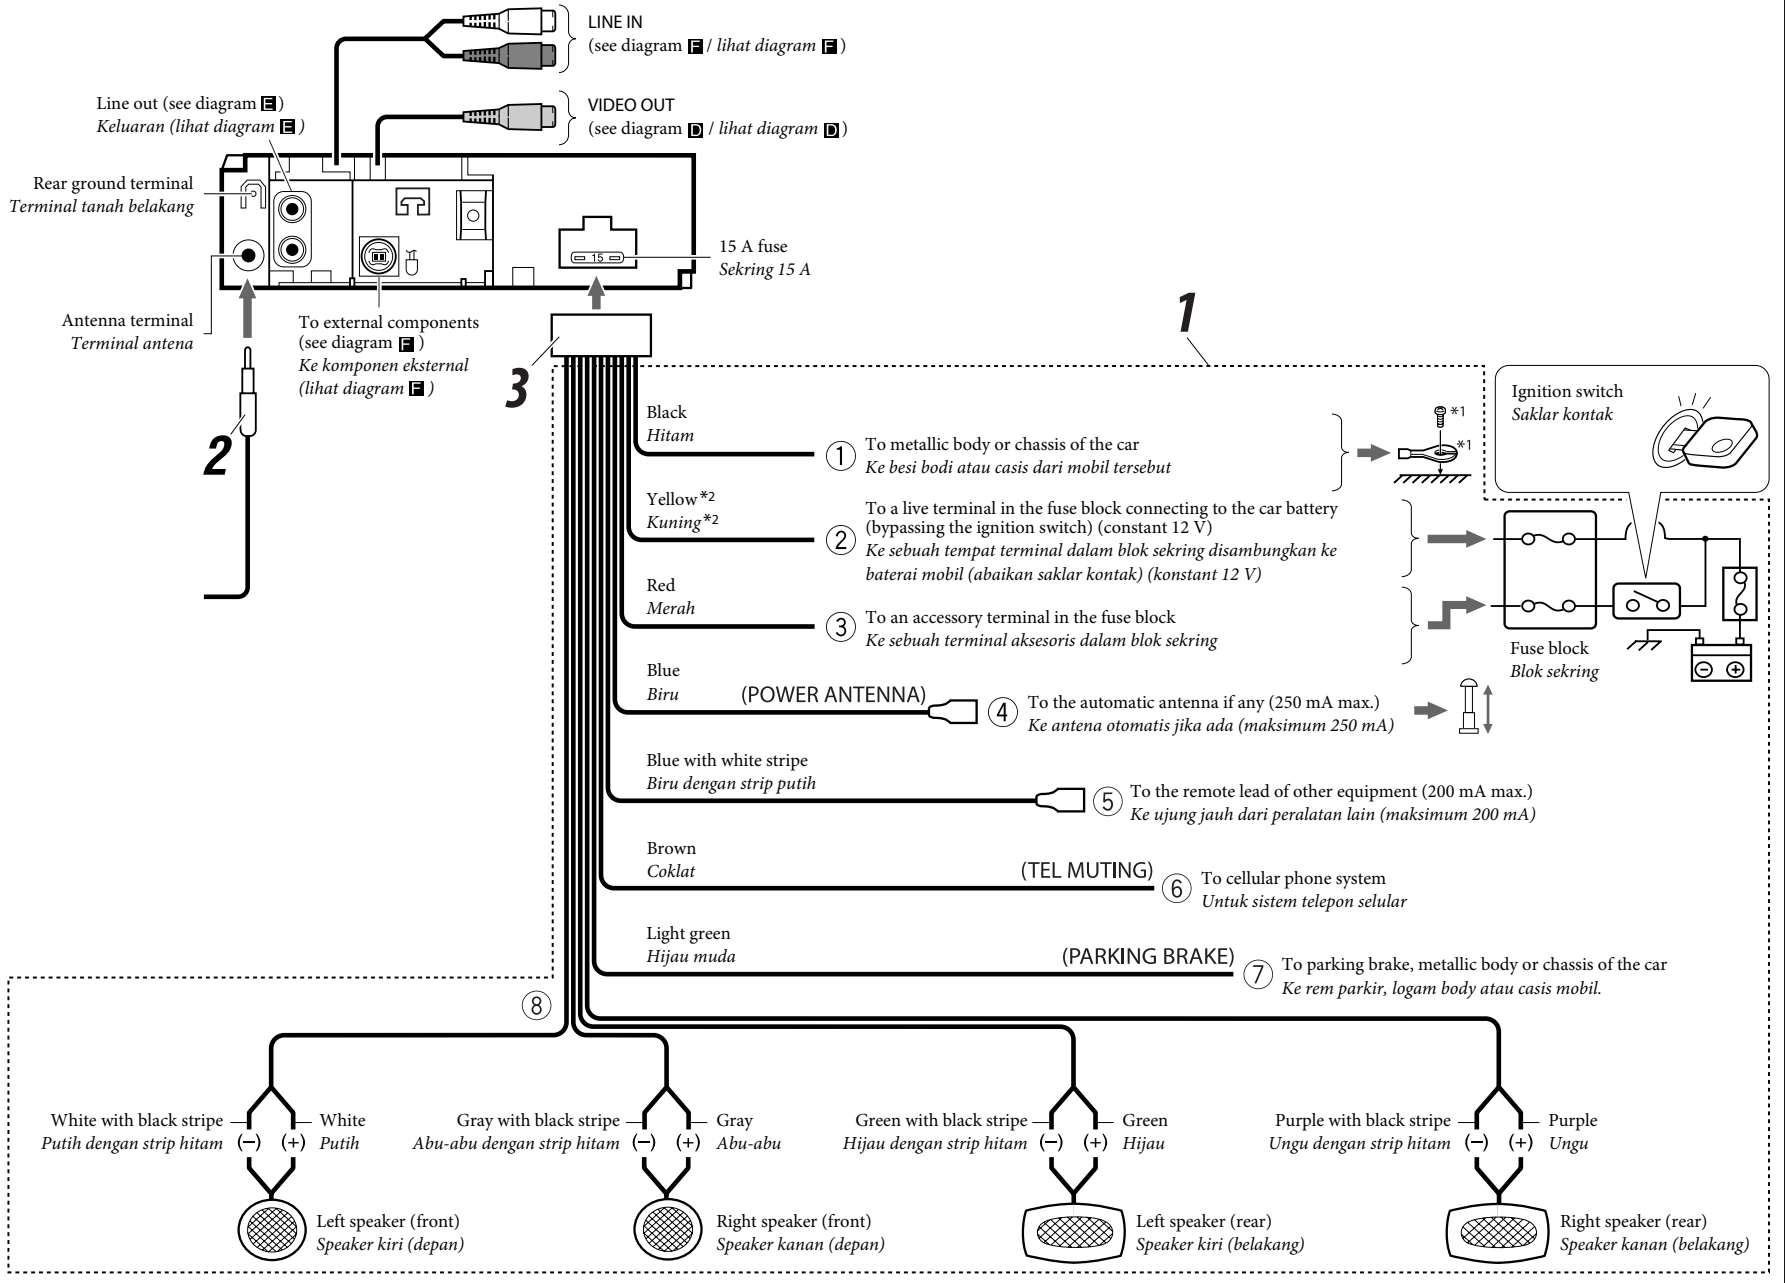 LINE IN
(see diagram F / lihat diagram F )
Line out (see diagram E )
Keluaran (lihat diagram E )
VIDEO OUT
(see diagram D / lihat diagram D )
Rear ground terminal
Terminal tanah belakang
15
15 A fuse
Sekring 15 A
Antenna terminal
Terminal antena
To external components
(see diagram F )
Ke komponen eksternal
(lihat diagram F )
1
2
3
Ignition switch
Saklar kontak
Black
Hitam
① To metallic body or chassis of the car
Ke besi bodi atau casis dari mobil tersebut
*1
*1
Yellow*2
Kuning*2
② To a live terminal in the fuse block connecting to the car battery
(bypassing the ignition switch) (constant 12 V)
Ke sebuah tempat terminal dalam blok sekring disambungkan ke
baterai mobil (abaikan saklar kontak) (konstant 12 V)
Red
Merah
③ To an accessory terminal in the fuse block
Ke sebuah terminal aksesoris dalam blok sekring
Fuse block
Blok sekring
Blue
Biru
(POWER ANTENNA)
④ To the automatic antenna if any (250 mA max.)
Ke antena otomatis jika ada (maksimum 250 mA)
Blue with white stripe
Biru dengan strip putih
⑤ To the remote lead of other equipment (200 mA max.)
Ke ujung jauh dari peralatan lain (maksimum 200 mA)
Brown
Coklat
(TEL MUTING)
⑥ To cellular phone system
Untuk sistem telepon selular
Light green
Hijau muda
(PARKING BRAKE)
⑦ To parking brake, metallic body or chassis of the car
Ke rem parkir, logam body atau casis mobil.
⑧
White with black stripe
Putih dengan strip hitam
(−) (+)
White
Putih
Gray with black stripe
Abu-abu dengan strip hitam
(−) (+)
Gray
Abu-abu
Green with black stripe
Hijau dengan strip hitam
(−) (+)
Green
Hijau
Purple with black stripe
Ungu dengan strip hitam
(−) (+)
Purple
Ungu
Left speaker (front)
Speaker kiri (depan)
Right speaker (front)
Speaker kanan (depan)
Left speaker (rear)
Speaker kiri (belakang)
Right speaker (rear)
Speaker kanan (belakang)